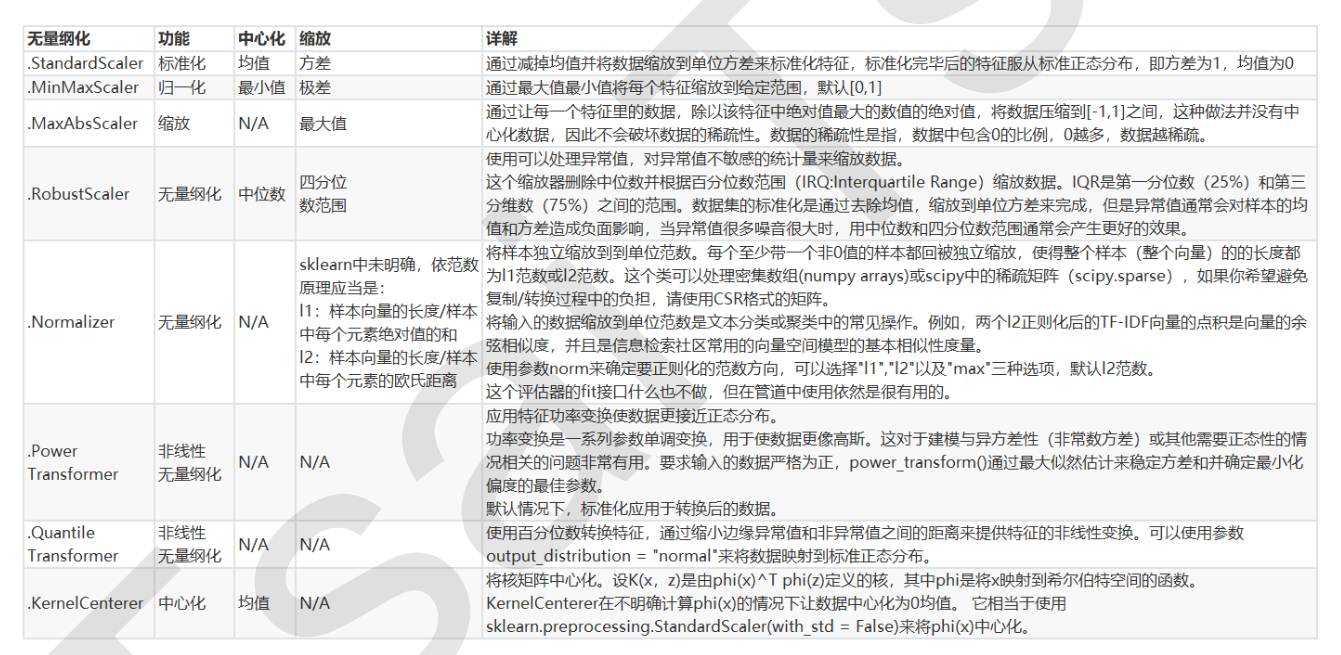 无量纲化 功能 中心化 缩放 详解
.StandardScaler 标准化 均值 方差 通过减掉均值并将数据缩放到单位方差来标准化特征，标准化完毕后的特征服从标准正态分布，即方差为1，均值为0
.MinMaxScaler 归一化 最小值 极差 通过最大值最小值将每个特征缩放到给定范围，默认[0,1]
.MaxAbsScaler 缩放 N/A 最大值
通过让每一个特征里的数据，除以该特征中绝对值最大的数值的绝对值，将数据压缩到[-1,1]之间，这种做法并没有中
心化数据，因此不会破坏数据的稀疏性。数据的稀疏性是指，数据中包含0的比例，0越多，数据越稀疏。
.RobustScaler 无量纲化 中位数
四分位
数范围
使用可以处理异常值，对异常值不敏感的统计量来缩放数据。
这个缩放器删除中位数并根据百分位数范围（IRQ:Interquartile Range）缩放数据。IQR是第一分位数（25%）和第三
分维数（75%）之间的范围。数据集的标准化是通过去除均值，缩放到单位方差来完成，但是异常值通常会对样本的均
值和方差造成负面影响，当异常值很多噪音很大时，用中位数和四分位数范围通常会产生更好的效果。
.Normalizer 无量纲化 N/A
sklearn中未明确，依范数
原理应当是：
l1：样本向量的长度/样本
中每个元素绝对值的和
l2：样本向量的长度/样本
中每个元素的欧氏距离
将样本独立缩放到到单位范数。每个至少带一个非0值的样本都回被独立缩放，使得整个样本（整个向量）的的长度都
为l1范数或l2范数。这个类可以处理密集数组(numpy arrays)或scipy中的稀疏矩阵（scipy.sparse），如果你希望避免
复制/转换过程中的负担，请使用CSR格式的矩阵。
将输入的数据缩放到单位范数是文本分类或聚类中的常见操作。例如，两个l2正则化后的TF-IDF向量的点积是向量的余
弦相似度，并且是信息检索社区常用的向量空间模型的基本相似性度量。
使用参数norm来确定要正则化的范数方向，可以选择"l1","l2"以及"max"三种选项，默认l2范数。
这个评估器的fit接口什么也不做，但在管道中使用依然是很有用的。
.Power
Transformer
非线性
无量纲化
N/A N/A
应用特征功率变换使数据更接近正态分布。
功率变换是一系列参数单调变换，用于使数据更像高斯。这对于建模与异方差性（非常数方差）或其他需要正态性的情
况相关的问题非常有用。要求输入的数据严格为正，power_transform()通过最大似然估计来稳定方差和并确定最小化
偏度的最佳参数。
默认情况下，标准化应用于转换后的数据。
.Quantile
Transformer
非线性
无量纲化
N/A N/A
使用百分位数转换特征，通过缩小边缘异常值和非异常值之间的距离来提供特征的非线性变换。可以使用参数
output_distribution = "normal"来将数据映射到标准正态分布。
.KernelCenterer 中心化 均值 N/A
将核矩阵中心化。设K(x，z)是由phi(x)^T phi(z)定义的核，其中phi是将x映射到希尔伯特空间的函数。
KernelCenterer在不明确计算phi(x)的情况下让数据中心化为0均值。 它相当于使用
sklearn.preprocessing.StandardScaler(with_std = False)来将phi(x)中心化。